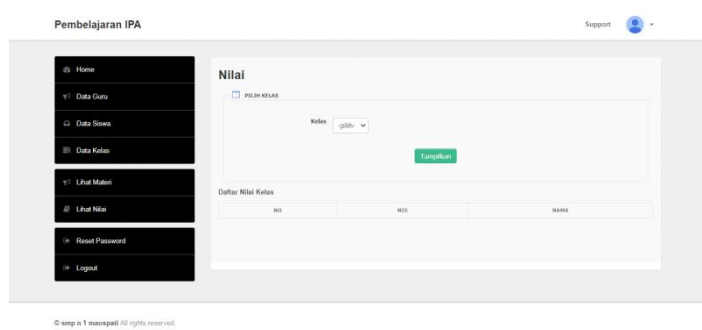 Pembelajaran IPA
Support
Home
Data Guru
Data Siswa
Data Kelas
Lihat Materi
Lihat Nilai
Reset Password
Logout
Nilai
PILIH KELAS
Kelas -pilih-
Tampilkan
Daftar Nilai Kelas
NO NIS NAMA
© smp n 1 maospati All rights reserved.